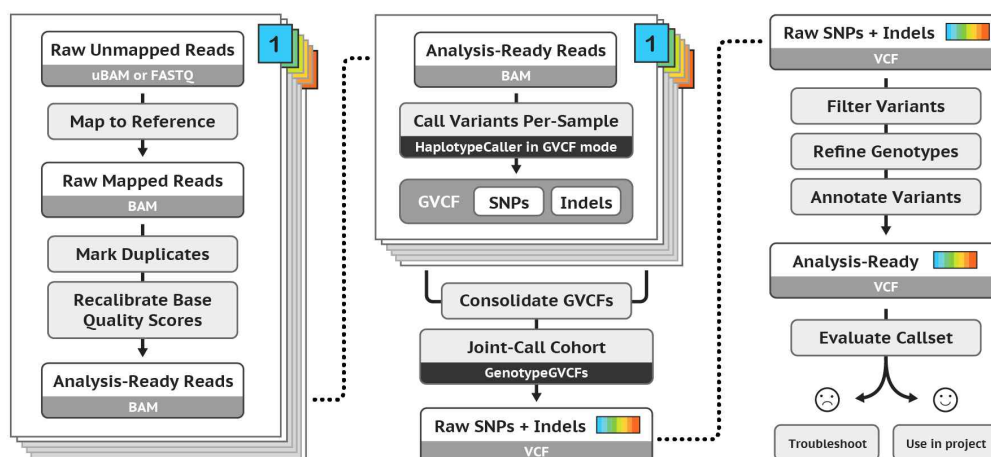 1
Raw Unmapped Reads
uBAM or FASTQ
Map to Reference
Raw Mapped Reads
BAM
Mark Duplicates
Recalibrate Base
Quality Scores
Analysis-Ready Reads
BAM
1
Analysis-Ready Reads
BAM
Call Variants Per-Sample
HaplotypeCaller in GVCF mode
GVCF SNPs Indels
Consolidate GVCFs
Joint-Call Cohort
GenotypeGVCFs
Raw SNPs + Indels
VCF
Raw SNPs + Indels
VCF
Filter Variants
Refine Genotypes
Annotate Variants
Analysis-Ready
VCF
Evaluate Callset
Troubleshoot Use in project